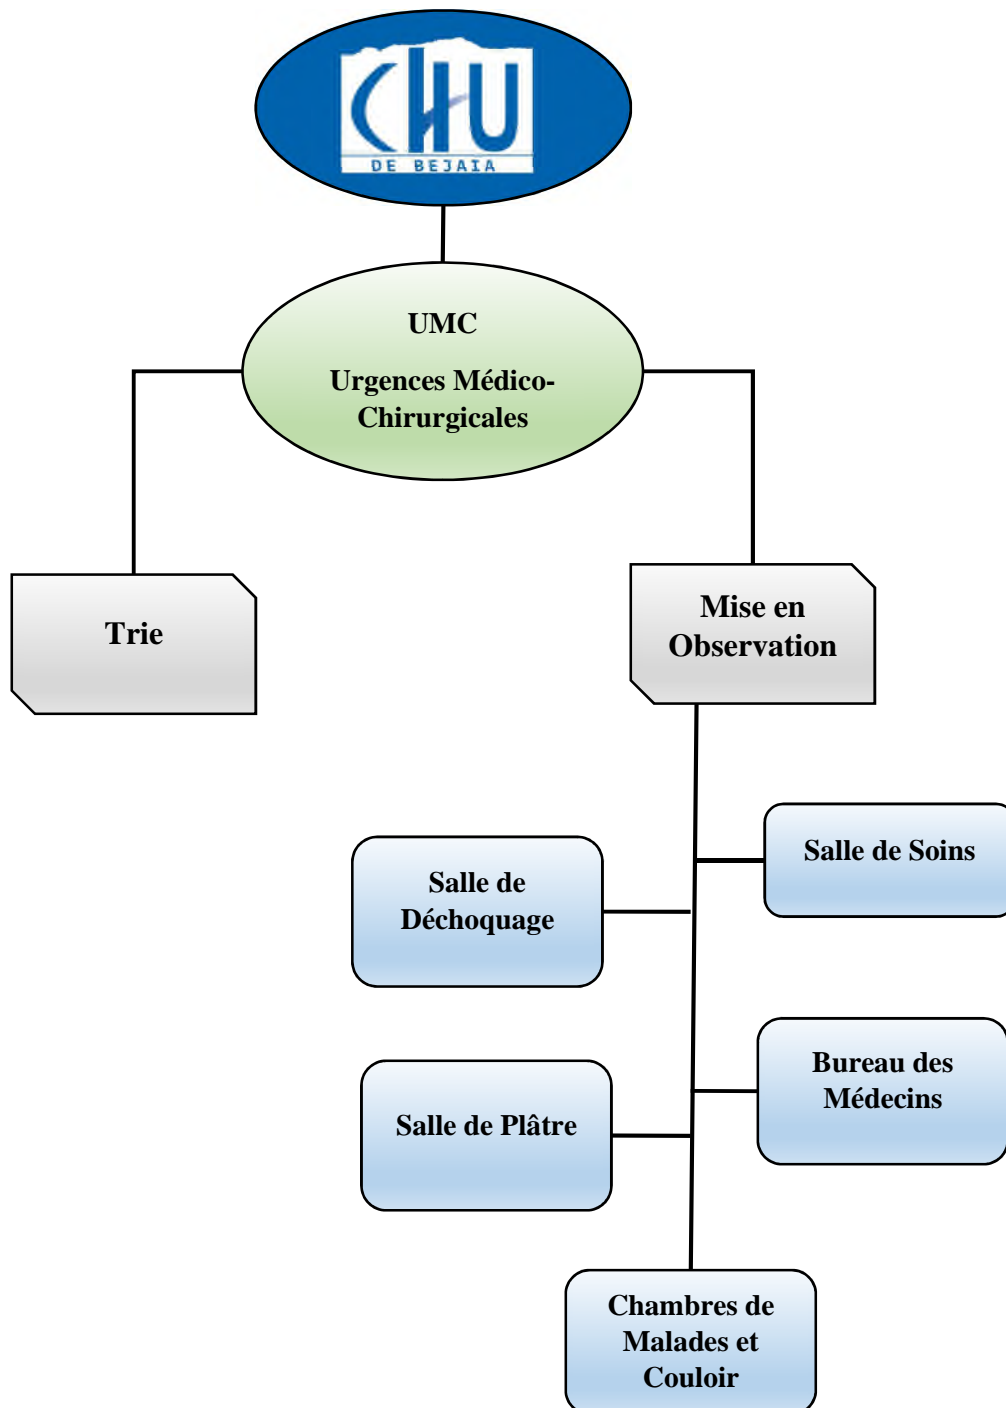 CHU
DE BEJAIA
UMC
Urgences Médico-
Chirurgicales
Trie
Mise en
Observation
Salle de Soins
Salle de
Déchoquage
Bureau des
Médecins
Salle de Plâtre
Chambres de
Malades et
Couloir